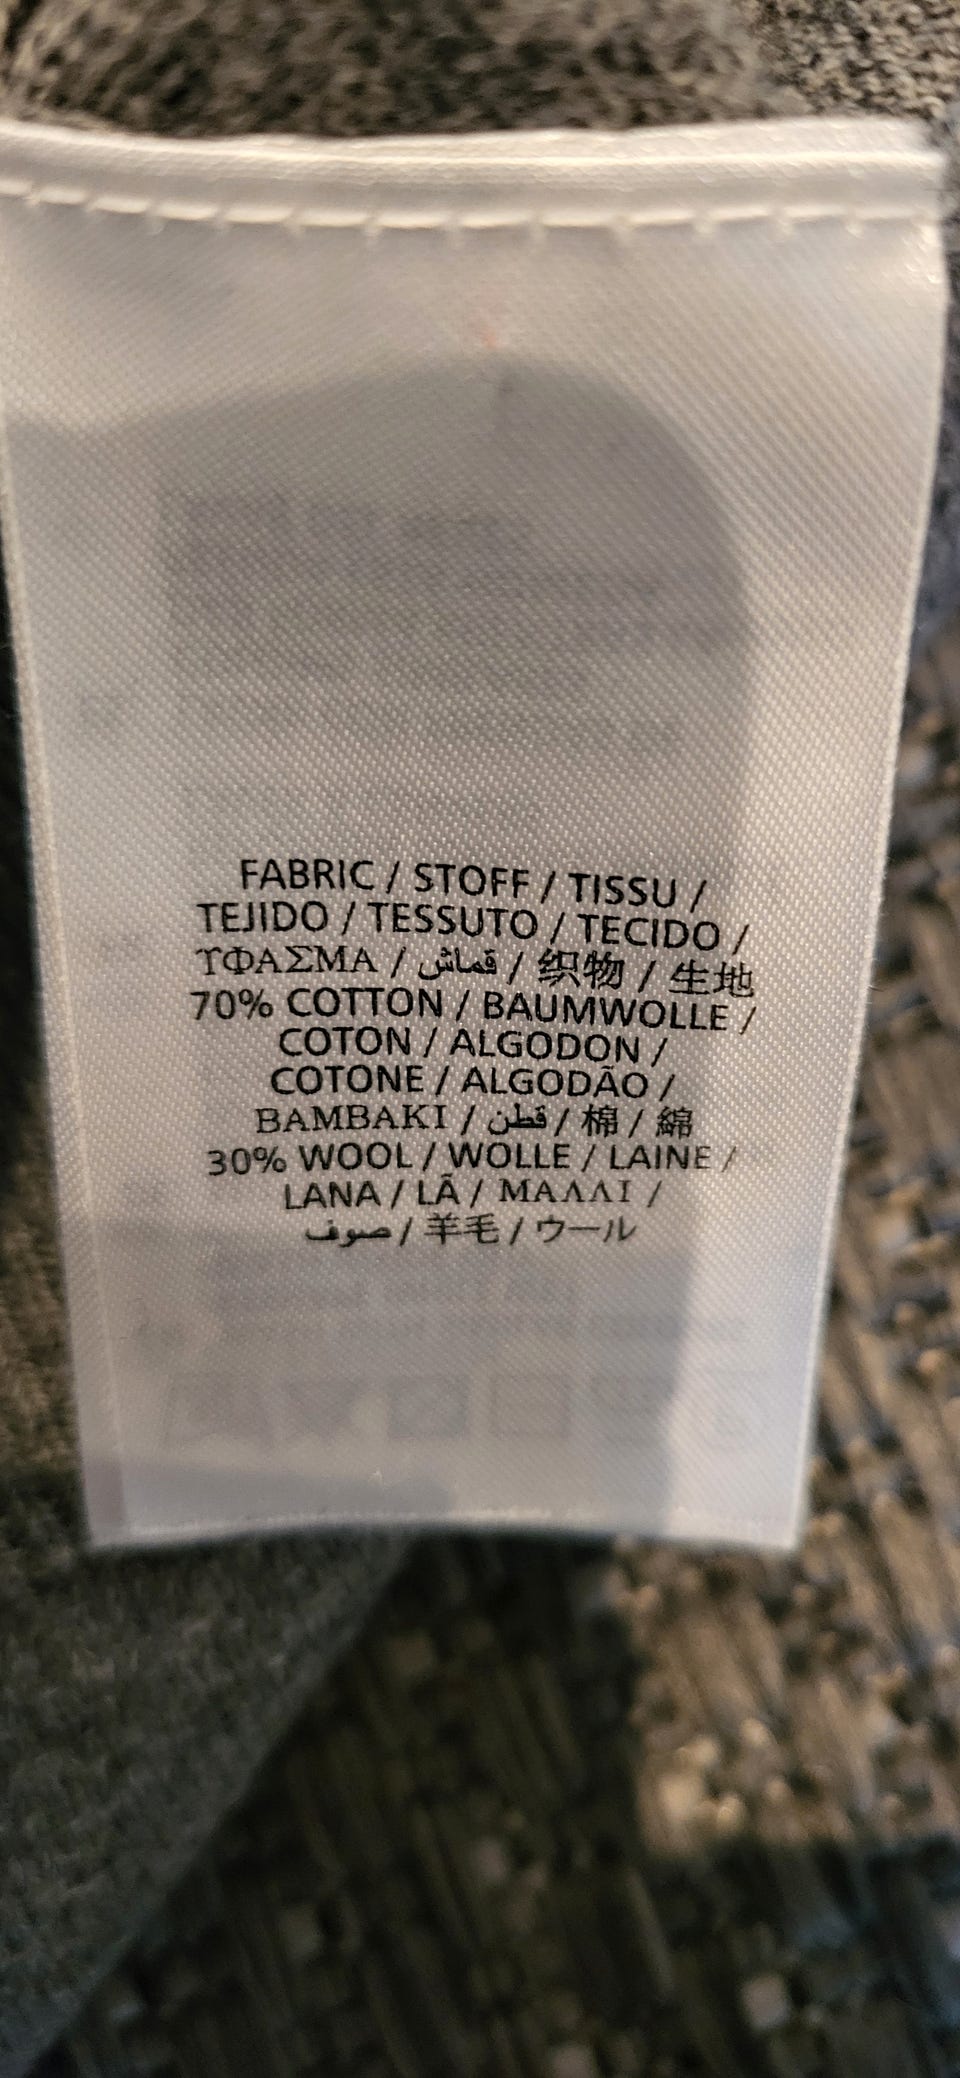 FABRIC / STOFF / TISSU /
TEJIDO / TESSUTO / TECIDO /
ΥΦΑΣΜΑ / قماش / 织物 / 生地
70% COTTON / BAUMWOLLE /
COTON / ALGODON /
COTONE / ALGODÃO /
ΒΑΜΒΑΚΙ / قطن / 棉 / 綿
30% WOOL / WOLLE / LAINE /
LANA / LÃ / ΜΑΛΛΙ /
صوف / 羊毛 / ウール